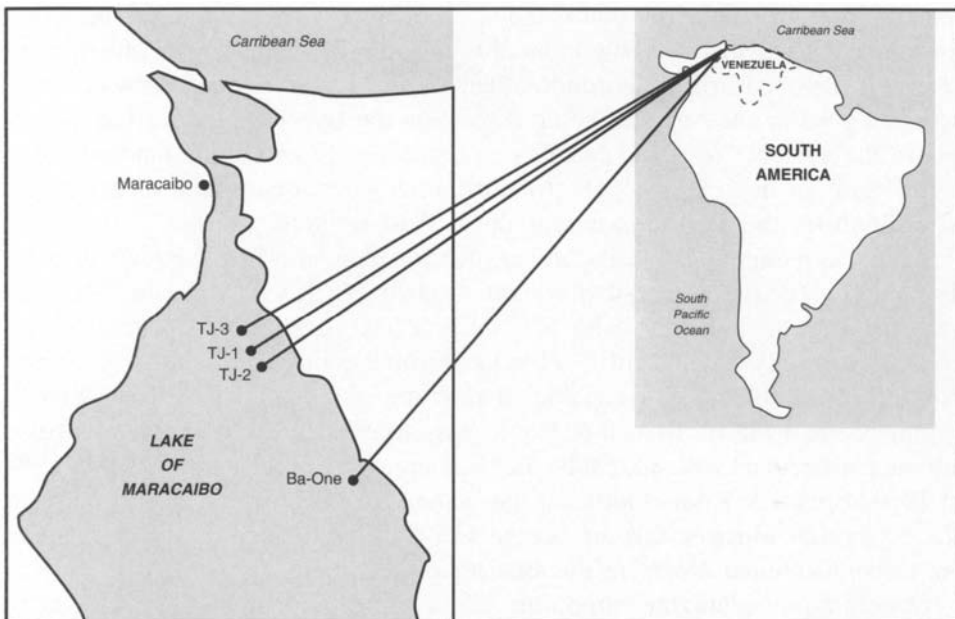 Carribean Sea
Maracaibo
TJ-3
TJ-1
TJ-2
LAKE
OF
MARACAIBO
Ba-One
Carribean Sea
VENEZUELA
SOUTH
AMERICA
South
Pacific
Ocean